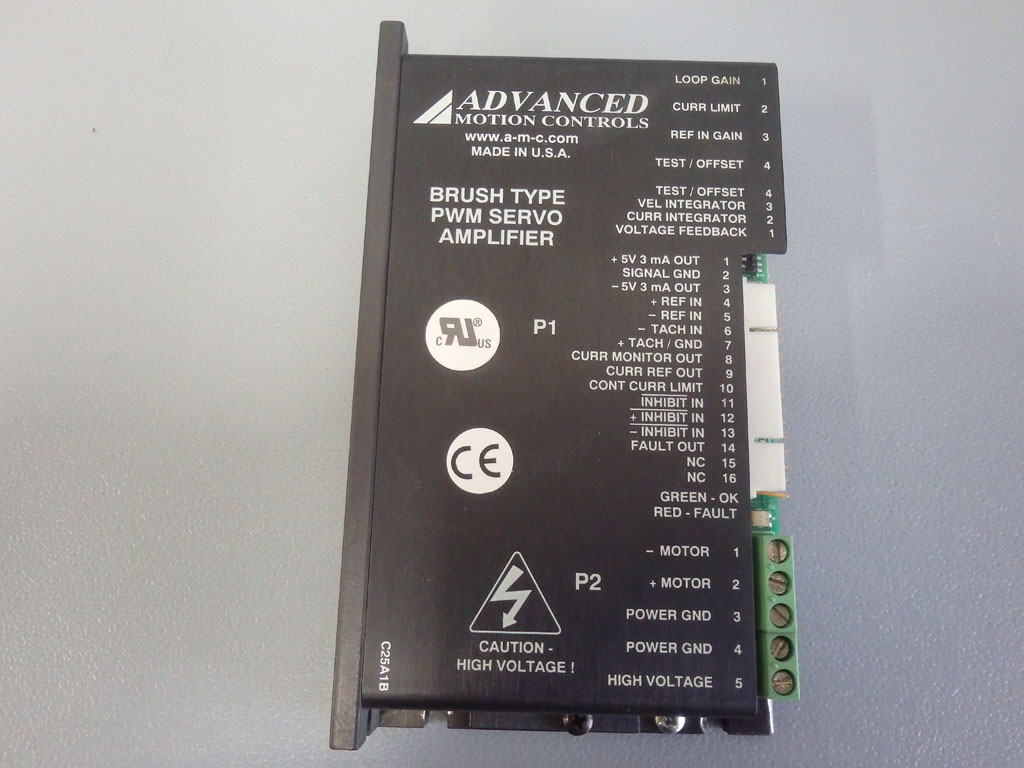 ADVANCED
MOTION CONTROLS
www.a-m-c.com
MADE IN U.S.A.
BRUSH TYPE
PWM SERVO
AMPLIFIER
LOOP GAIN 1
CURR LIMIT 2
REF IN GAIN 3
TEST / OFFSET 4
TEST / OFFSET 4
VEL INTEGRATOR 3
CURR INTEGRATOR 2
VOLTAGE FEEDBACK 1
P1
+ 5V 3 mA OUT 1
SIGNAL GND 2
– 5V 3 mA OUT 3
+ REF IN 4
– REF IN 5
– TACH IN 6
+ TACH / GND 7
CURR MONITOR OUT 8
CURR REF OUT 9
CONT CURR LIMIT 10
INHIBIT IN 11
+ INHIBIT IN 12
– INHIBIT IN 13
FAULT OUT 14
NC 15
NC 16
GREEN - OK
RED - FAULT
C RU ® US
CE
P2
– MOTOR 1
+ MOTOR 2
POWER GND 3
POWER GND 4
HIGH VOLTAGE 5
CAUTION -
HIGH VOLTAGE !
C25A1B